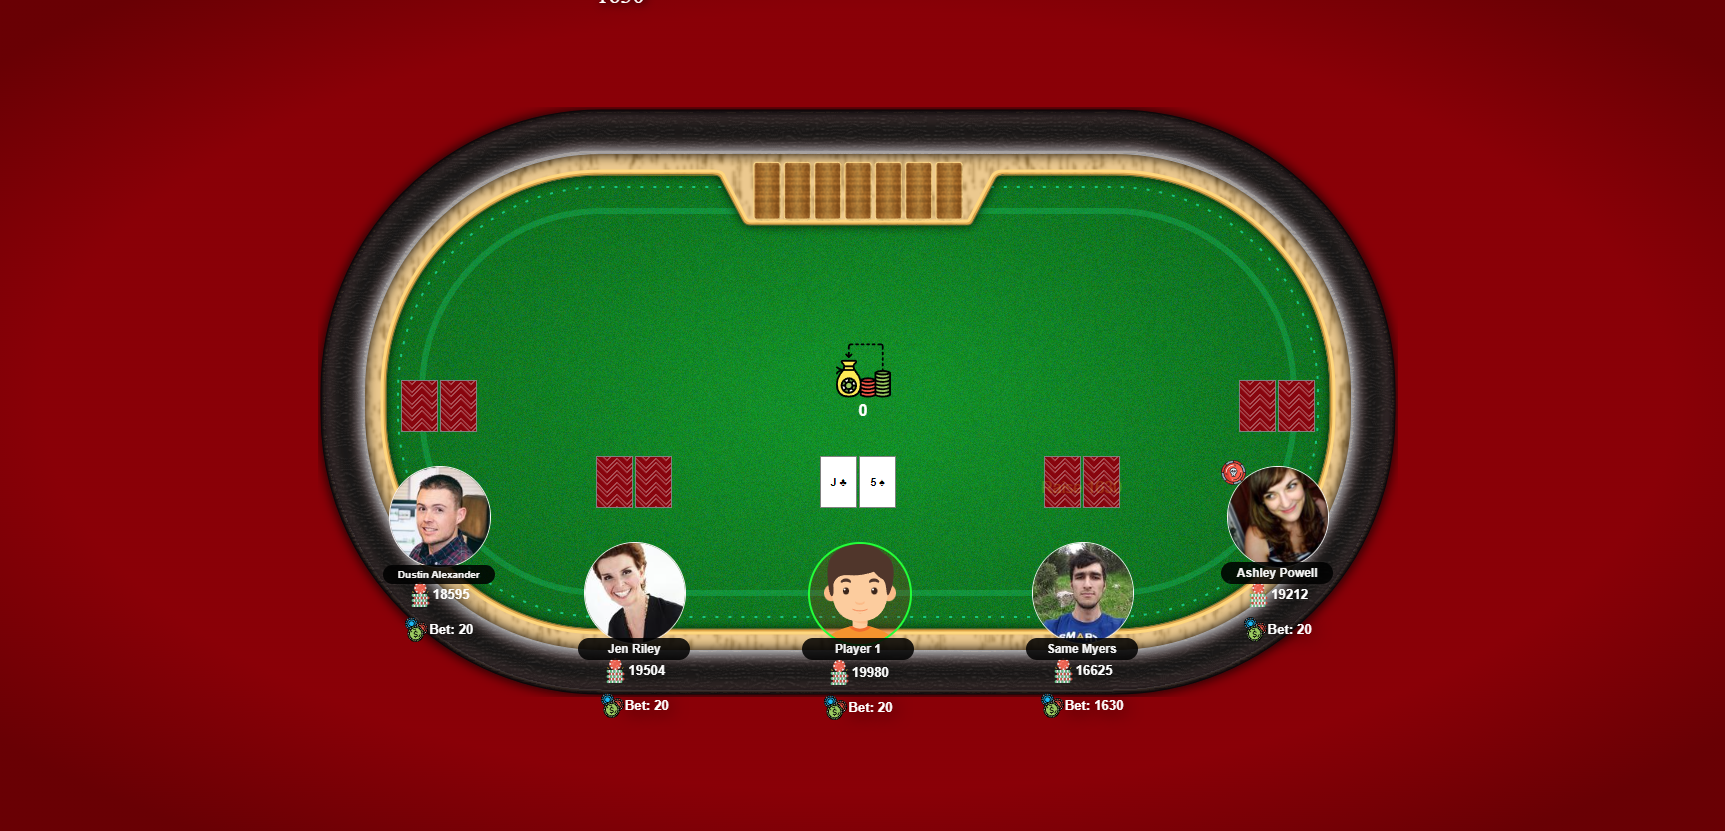 0
J ♣
5 ♠
Dustin Alexander
18595
Bet: 20
Jen Riley
19504
Bet: 20
Player 1
19980
Bet: 20
Same Myers
16625
Bet: 1630
Ashley Powell
19212
Bet: 20